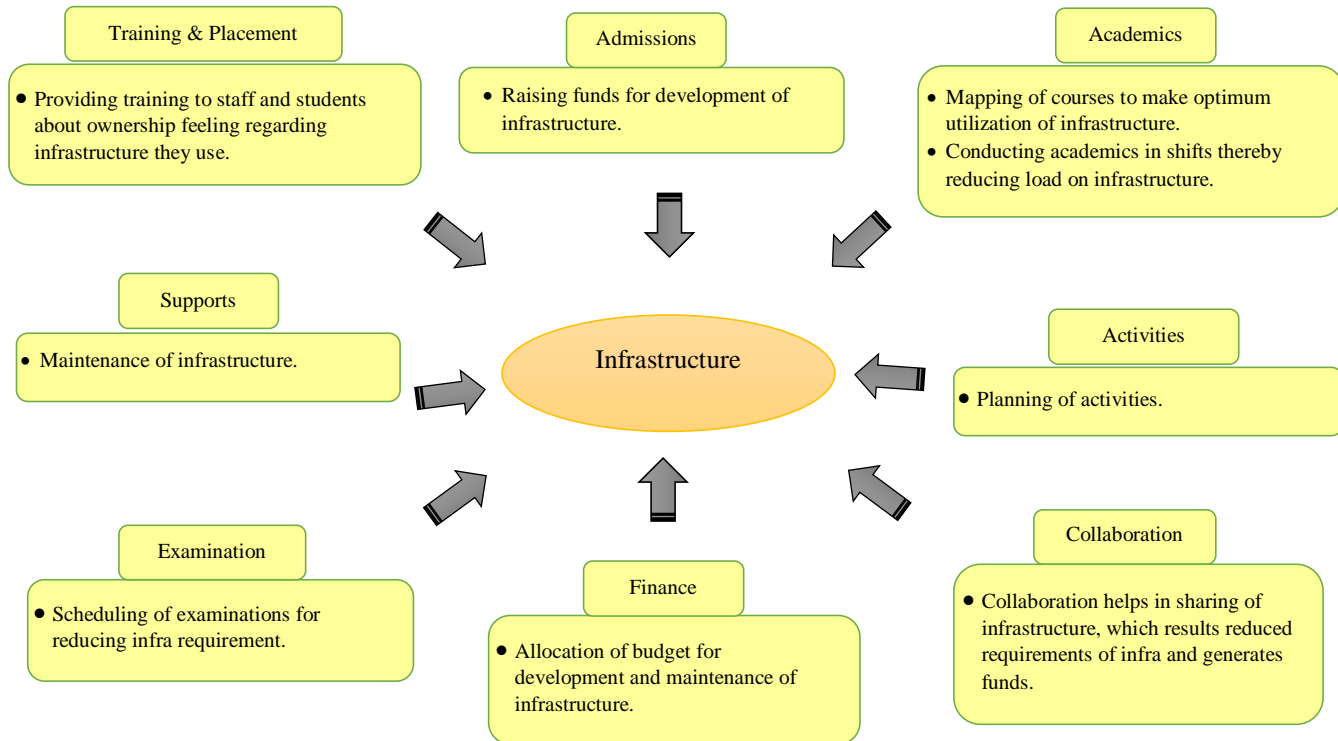 Training & Placement
• Providing training to staff and students
about ownership feeling regarding
infrastructure they use.
Admissions
• Raising funds for development of
infrastructure.
Academics
• Mapping of courses to make optimum
utilization of infrastructure.
• Conducting academics in shifts thereby
reducing load on infrastructure.
Supports
• Maintenance of infrastructure.
Infrastructure
Activities
• Planning of activities.
Examination
• Scheduling of examinations for
reducing infra requirement.
Finance
• Allocation of budget for
development and maintenance of
infrastructure.
Collaboration
• Collaboration helps in sharing of
infrastructure, which results reduced
requirements of infra and generates
funds.